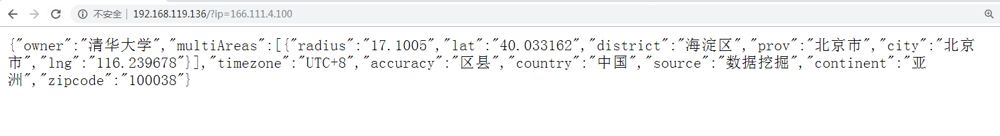 不安全 | 192.168.119.136/?ip=166.111.4.100
{"owner":"清华大学","multiAreas":[{"radius":"17.1005","lat":"40.033162","district":"海淀区","prov":"北京市","city":"北京
市","lng":"116.239678"}],"timezone":"UTC+8","accuracy":"区县","country":"中国","source":"数据挖掘","continent":"亚
洲","zipcode":"100038"}